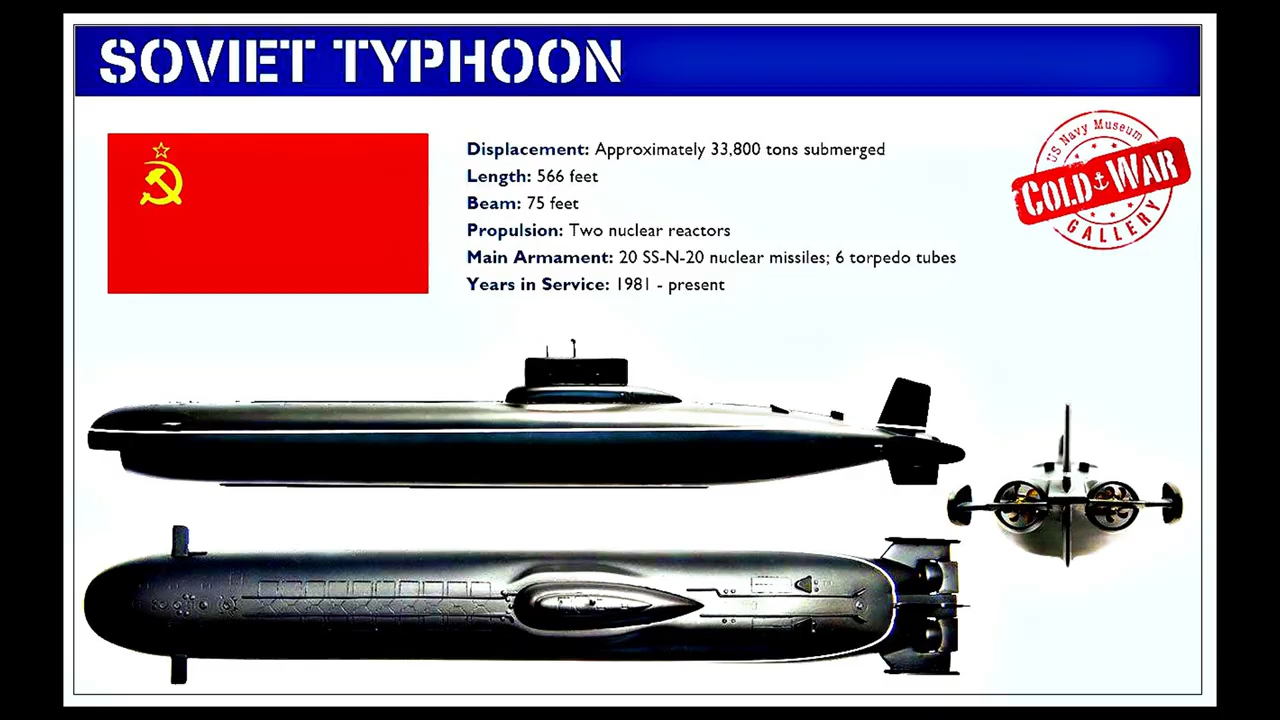 SOVIET TYPHOON
Displacement: Approximately 33,800 tons submerged
Length: 566 feet
Beam: 75 feet
Propulsion: Two nuclear reactors
Main Armament: 20 SS-N-20 nuclear missiles; 6 torpedo tubes
Years in Service: 1981 - present
US Navy Museum
COLD WAR
GALLERY